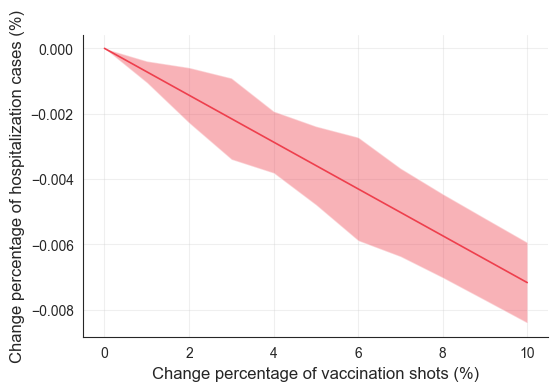 Change percentage of hospitalization cases (%)
0.000
−0.002
−0.004
−0.006
−0.008
0 2 4 6 8 10
Change percentage of vaccination shots (%)